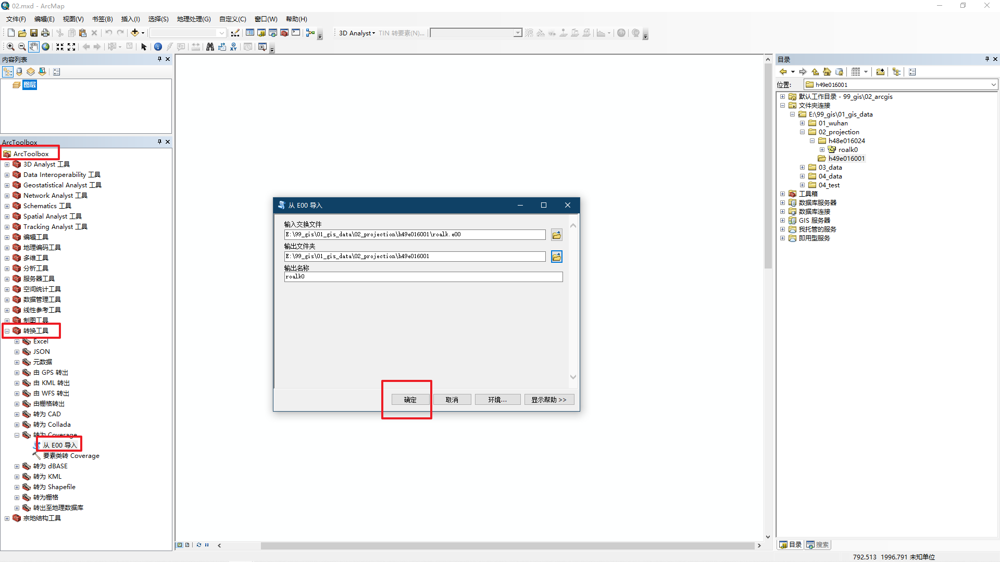 02.mxd - ArcMap
文件(F) 编辑(E) 视图(V) 书签(B) 插入(I) 选择(S) 地理处理(G) 自定义(C) 窗口(W) 帮助(H)
3D Analyst TIN 转要素(N)...
内容列表
图层
ArcToolbox
ArcToolbox
3D Analyst 工具
Data Interoperability 工具
Geostatistical Analyst 工具
Network Analyst 工具
Schematics 工具
Spatial Analyst 工具
Tracking Analyst 工具
编辑工具
地理编码工具
多维工具
分析工具
服务器工具
空间统计工具
数据管理工具
线性参考工具
制图工具
转换工具
Excel
JSON
元数据
由 GPS 转出
由 KML 转出
由 WFS 转出
由栅格转出
转为 CAD
转为 Collada
转为 Coverage
从 E00 导入
要素类转 Coverage
转为 dBASE
转为 KML
转为 Shapefile
转为栅格
转出至地理数据库
宗地结构工具
从 E00 导入
输入交换文件
E:\99_gis\01_gis_data\02_projection\h49e016001\roalk.e00
输出文件夹
E:\99_gis\01_gis_data\02_projection\h49e016001
输出名称
roalk0
确定 取消 环境... 显示帮助 >>
目录
位置: h49e016001
默认工作目录 - 99_gis\02_arcgis
文件夹连接
E:\99_gis\01_gis_data
01_wuhan
02_projection
h48e016024
roalk0
h49e016001
03_data
04_data
04_test
工具箱
数据库服务器
数据库连接
GIS 服务器
我托管的服务
即用型服务
目录 搜索
792.513 1996.791 未知单位